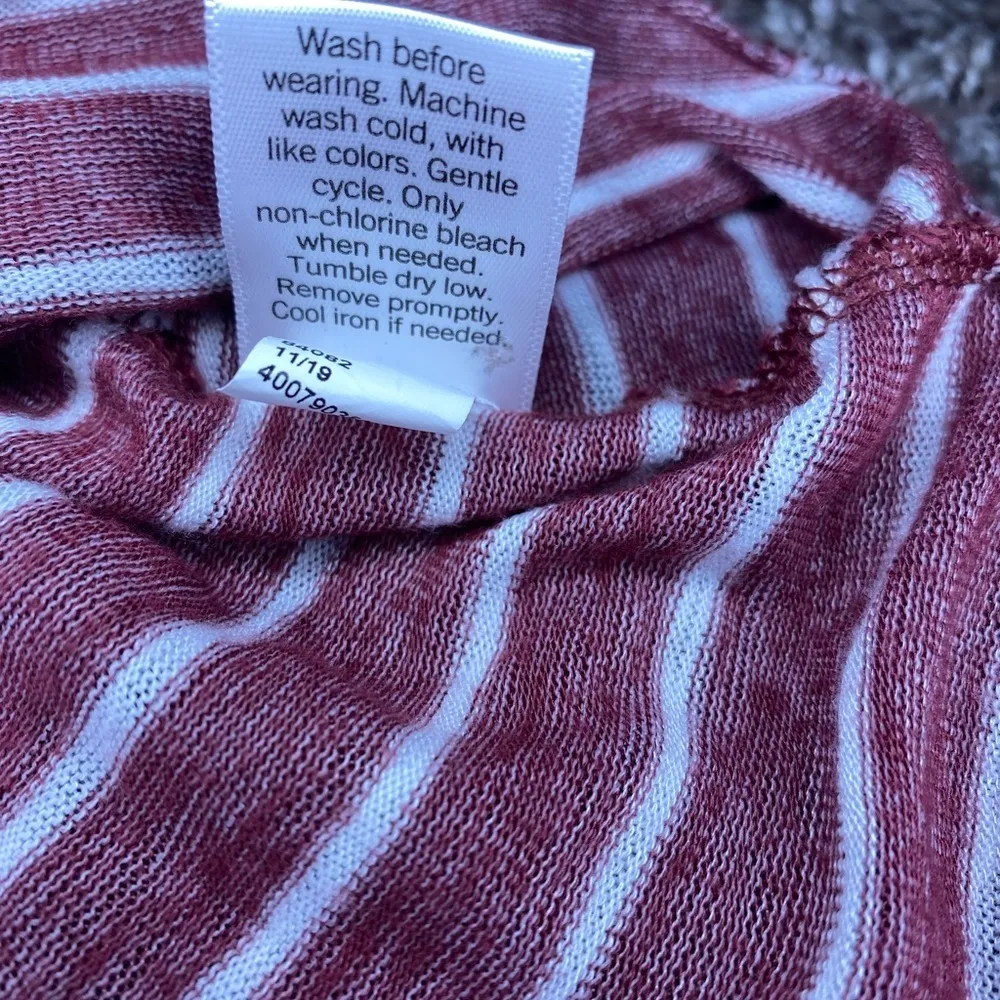 Wash before
wearing. Machine
wash cold, with
like colors. Gentle
cycle. Only
non-chlorine bleach
when needed.
Tumble dry low.
Remove promptly.
Cool iron if needed.
11/19